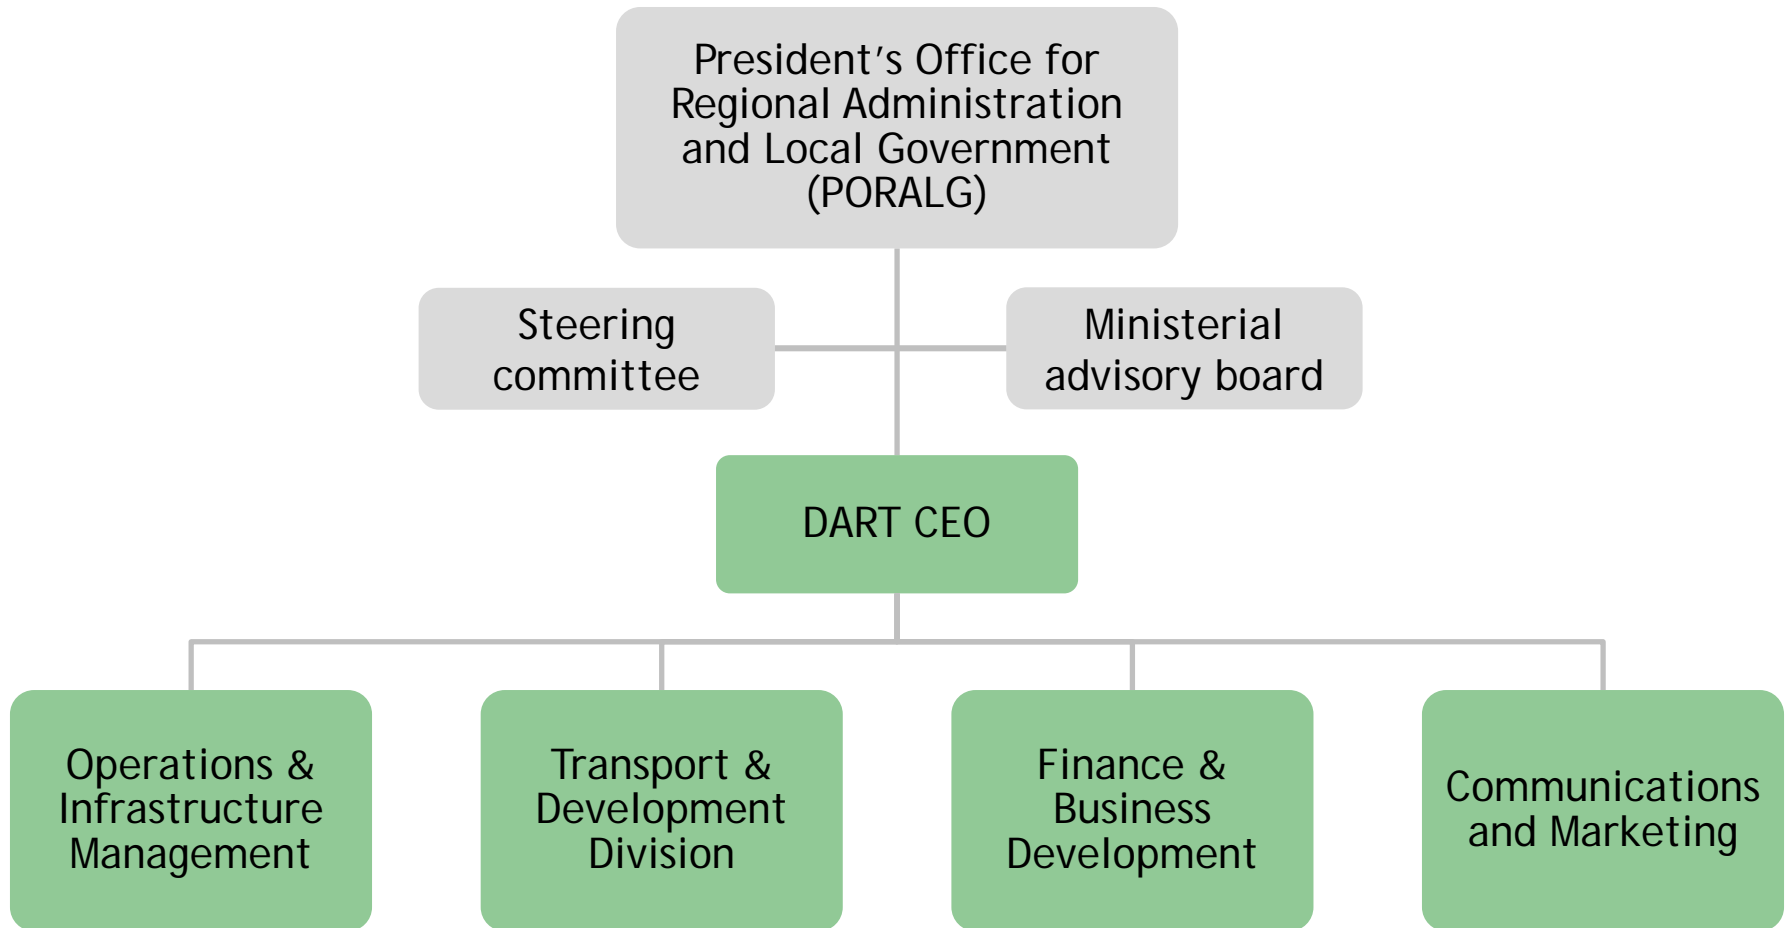 President’s Office for
Regional Administration
and Local Government
(PORALG)
Steering
committee
Ministerial
advisory board
DART CEO
Operations &
Infrastructure
Management
Transport &
Development
Division
Finance &
Business
Development
Communications
and Marketing